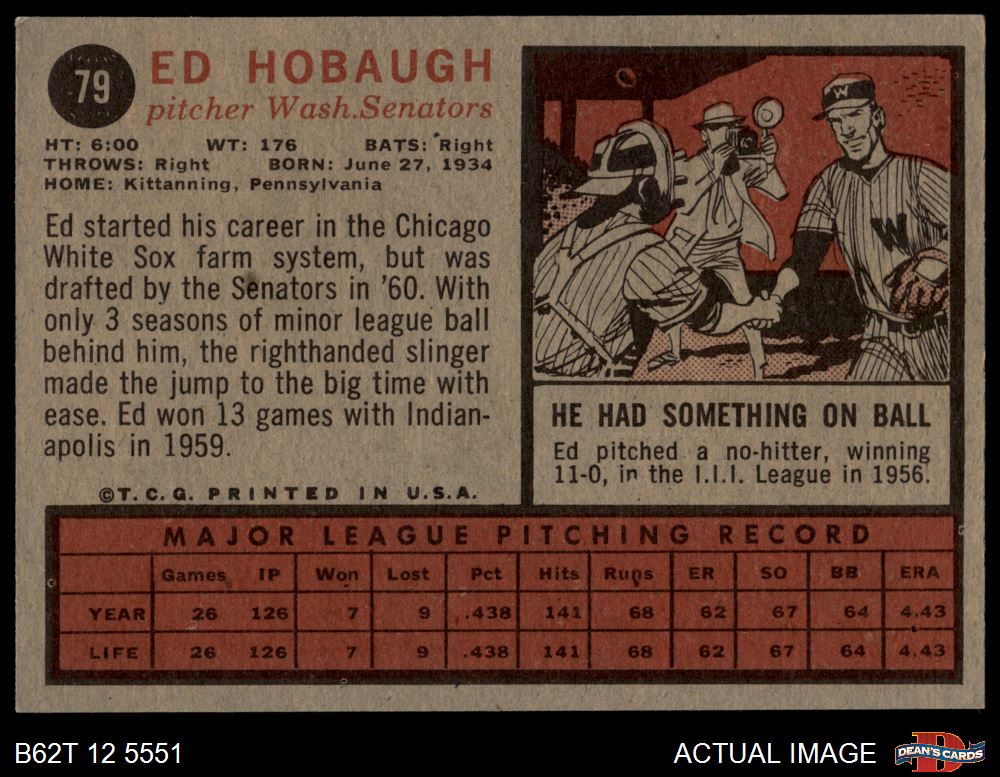 79
ED HOBAUGH
pitcher Wash.Senators
HT: 6:00 WT: 176 BATS: Right
THROWS: Right BORN: June 27, 1934
HOME: Kittanning, Pennsylvania
Ed started his career in the Chicago
White Sox farm system, but was
drafted by the Senators in '60. With
only 3 seasons of minor league ball
behind him, the righthanded slinger
made the jump to the big time with
ease. Ed won 13 games with Indian-
apolis in 1959.
©T.C.G. PRINTED IN U.S.A.
W
W
HE HAD SOMETHING ON BALL
Ed pitched a no-hitter, winning
11-0, in the I.I.I. League in 1956.
MAJOR LEAGUE PITCHING RECORD
Games IP Won Lost Pct Hits Runs ER SO BB ERA
YEAR 26 126 7 9 .438 141 68 62 67 64 4.43
LIFE 26 126 7 9 .438 141 68 62 67 64 4.43
B62T 12 5551
ACTUAL IMAGE
D
DEAN'S CARDS